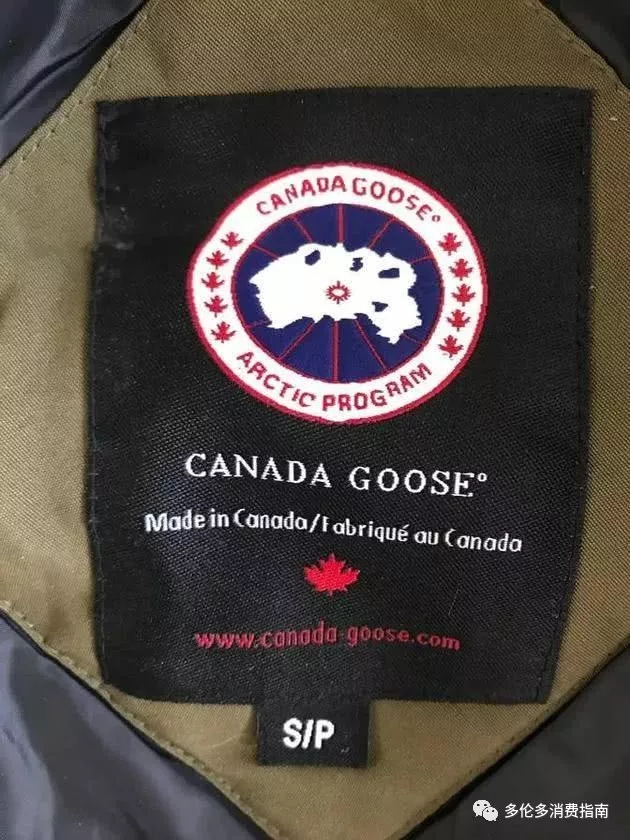 CANADA GOOSE®
ARCTIC PROGRAM
CANADA GOOSE®
Made in Canada/Fabriqué au Canada
www.canada-goose.com
S/P
多伦多消费指南